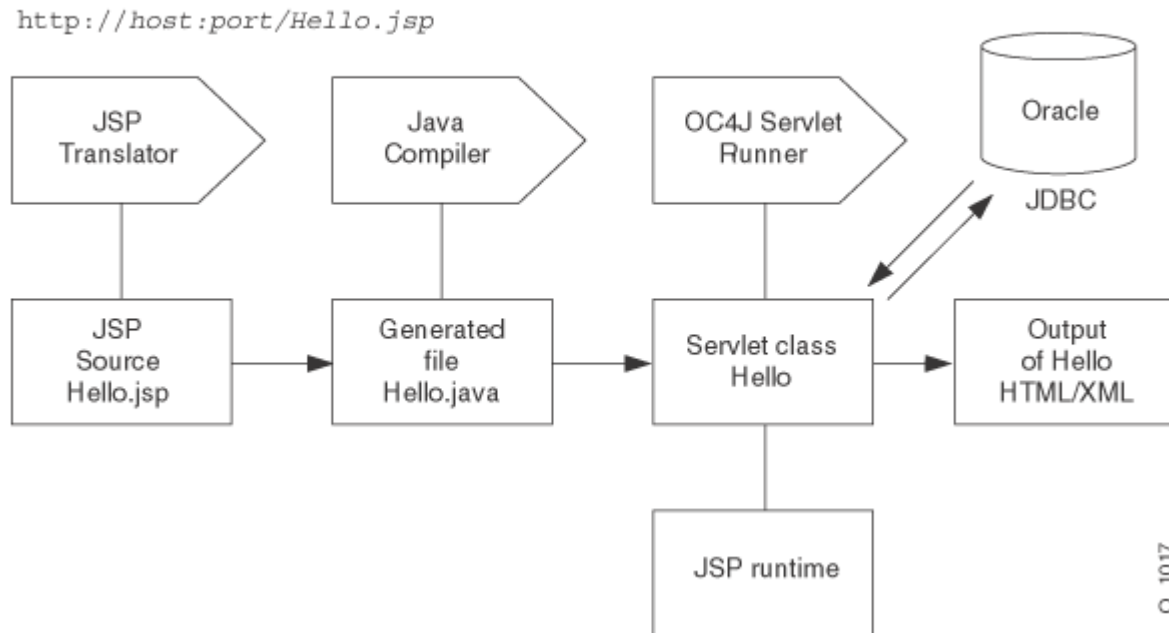 http://host:port/Hello.jsp
JSP
Translator
Java
Compiler
OC4J Servlet
Runner
Oracle
JDBC
JSP
Source
Hello.jsp
Generated
file
Hello.java
Servlet class
Hello
Output
of Hello
HTML/XML
JSP runtime
O_1017